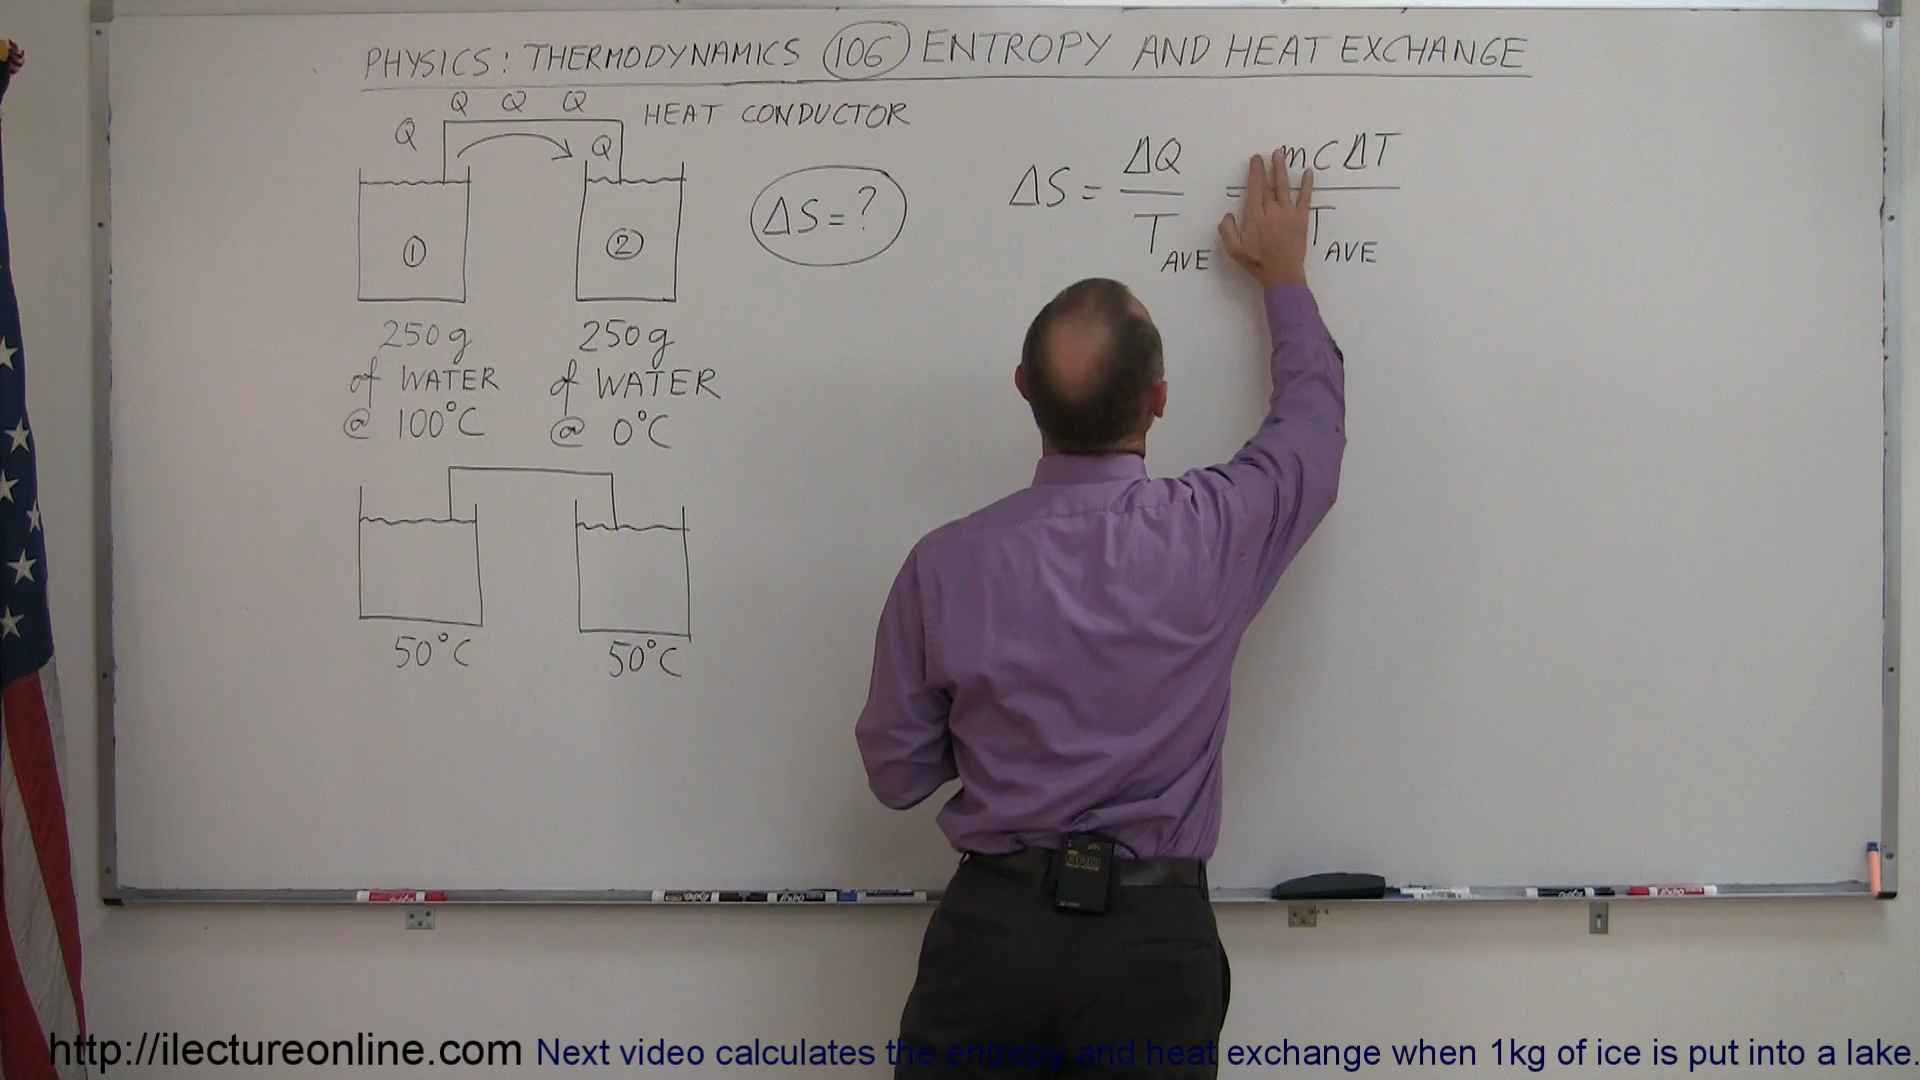 PHYSICS: THERMODYNAMICS 106 ENTROPY AND HEAT EXCHANGE
Q Q Q
HEAT CONDUCTOR
Q
Q
① ②
ΔS = ?
ΔS = ΔQ / T AVE = mCΔT / T AVE
250g
of WATER
@ 100°C
250g
of WATER
@ 0°C
50°C
50°C
http://ilectureonline.com Next video calculates the entropy and heat exchange when 1kg of ice is put into a lake.